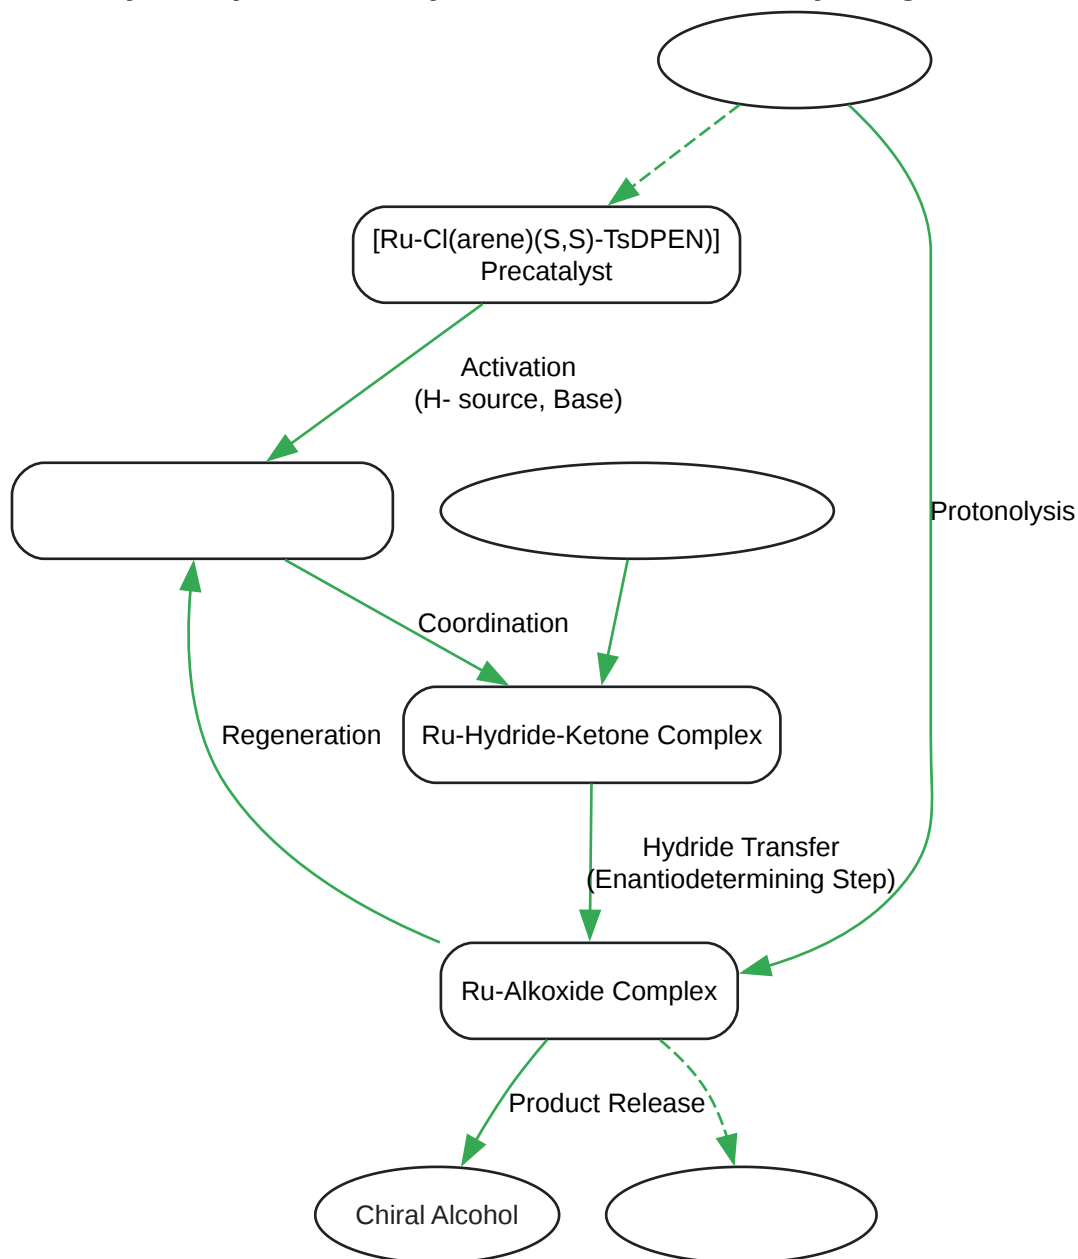 [Ru-Cl(arene)(S,S)-TsDPEN)]
Precatalyst
Activation
(H- source, Base)
Protonolysis
Coordination
Regeneration
Ru-Hydride-Ketone Complex
Hydride Transfer
(Enantiodetermining Step)
Ru-Alkoxide Complex
Product Release
Chiral Alcohol